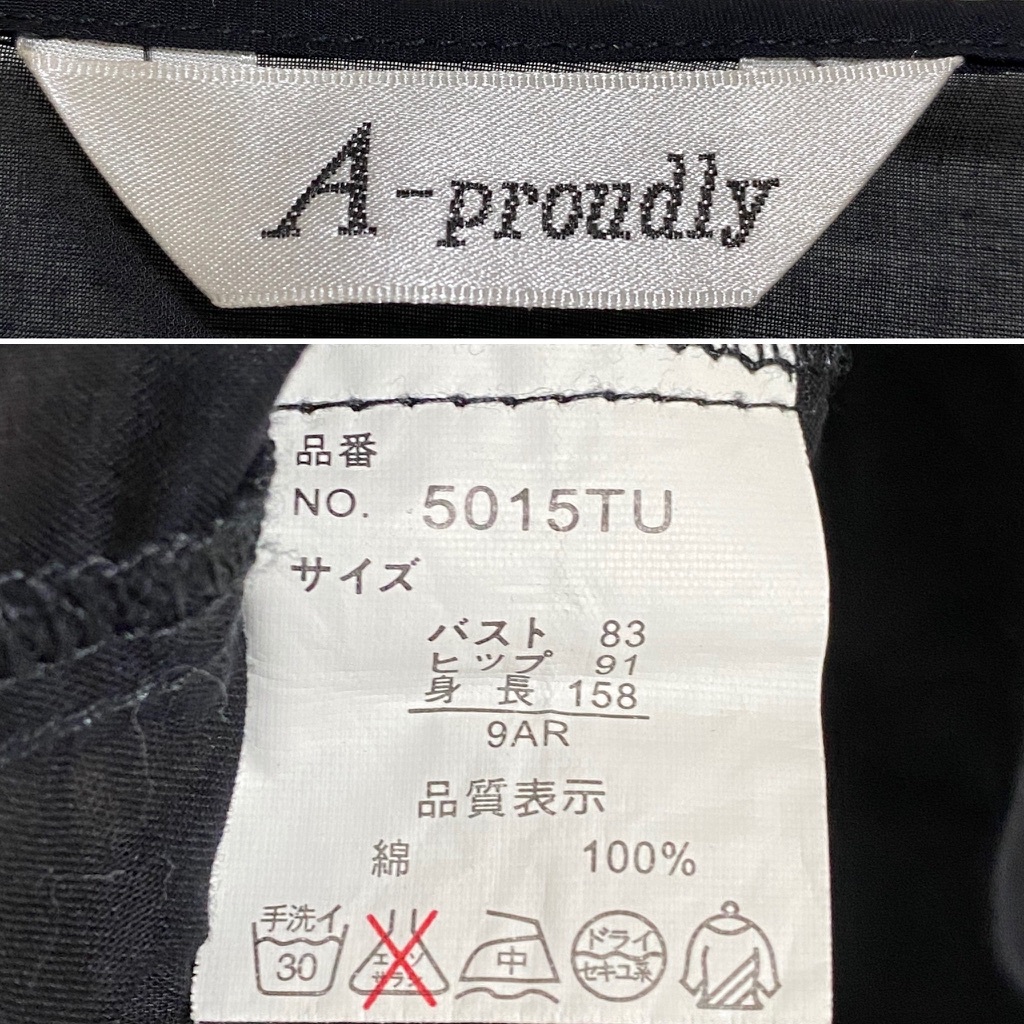 A-proudly
品番
NO. 5015TU
サイズ
バスト 83
ヒップ 91
身長 158
9AR
品質表示
綿 100%
手洗イ
30
エンソ
サラシ
中
ドライ
セキユ系